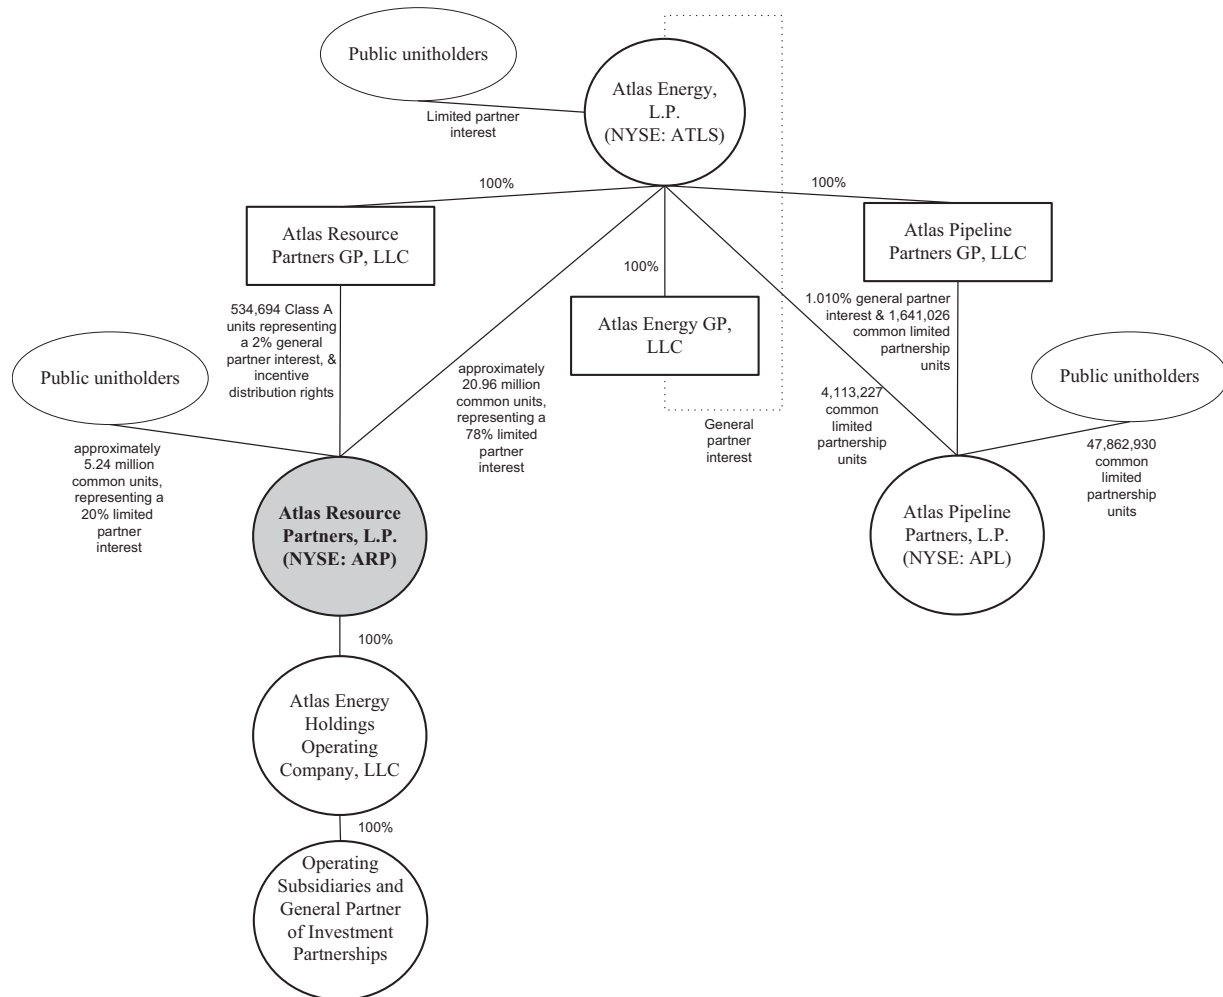 Public unitholders
Atlas Energy,
L.P.
(NYSE: ATLS)
Limited partner
interest
100%
100%
Atlas Resource
Partners GP, LLC
Atlas Pipeline
Partners GP, LLC
100%
534,694 Class A
units representing
a 2% general
partner interest, &
incentive
distribution rights
Atlas Energy GP,
LLC
1.010% general partner
interest & 1,641,026
common limited
partnership
units
Public unitholders
approximately
20.96 million
common units,
representing a
78% limited
partner
interest
4,113,227
common
limited
partnership
units
Public unitholders
General
partner
interest
approximately
5.24 million
common units,
representing a
20% limited
partner
interest
47,862,930
common
limited
partnership
units
Atlas Resource
Partners, L.P.
(NYSE: ARP)
Atlas Pipeline
Partners, L.P.
(NYSE: APL)
100%
Atlas Energy
Holdings
Operating
Company, LLC
100%
Operating
Subsidiaries and
General Partner
of Investment
Partnerships